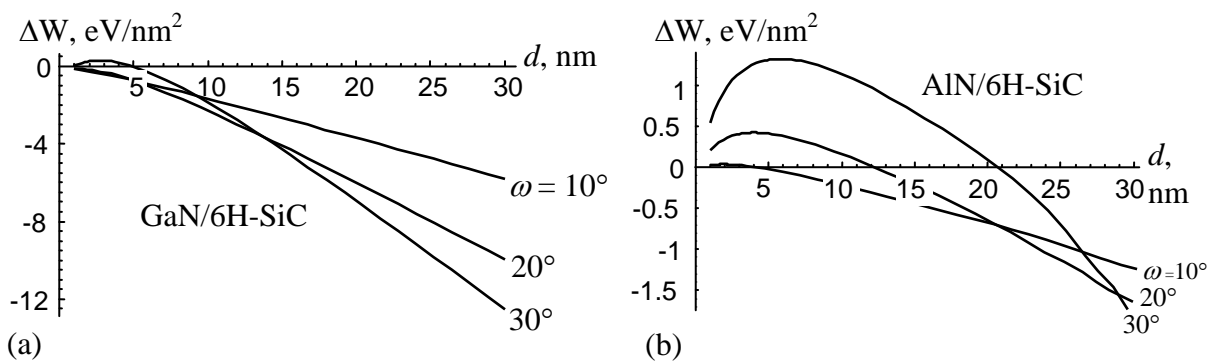 ΔW, eV/nm²
d, nm
0
5 10 15 20 25 30
-4
-8
-12
ω = 10°
GaN/6H-SiC
20°
30°
(a)
ΔW, eV/nm²
AlN/6H-SiC
1
0.5
0
d,
nm
5 10 15 20 25 30
-0.5
-1
-1.5
ω=10°
20°
30°
(b)